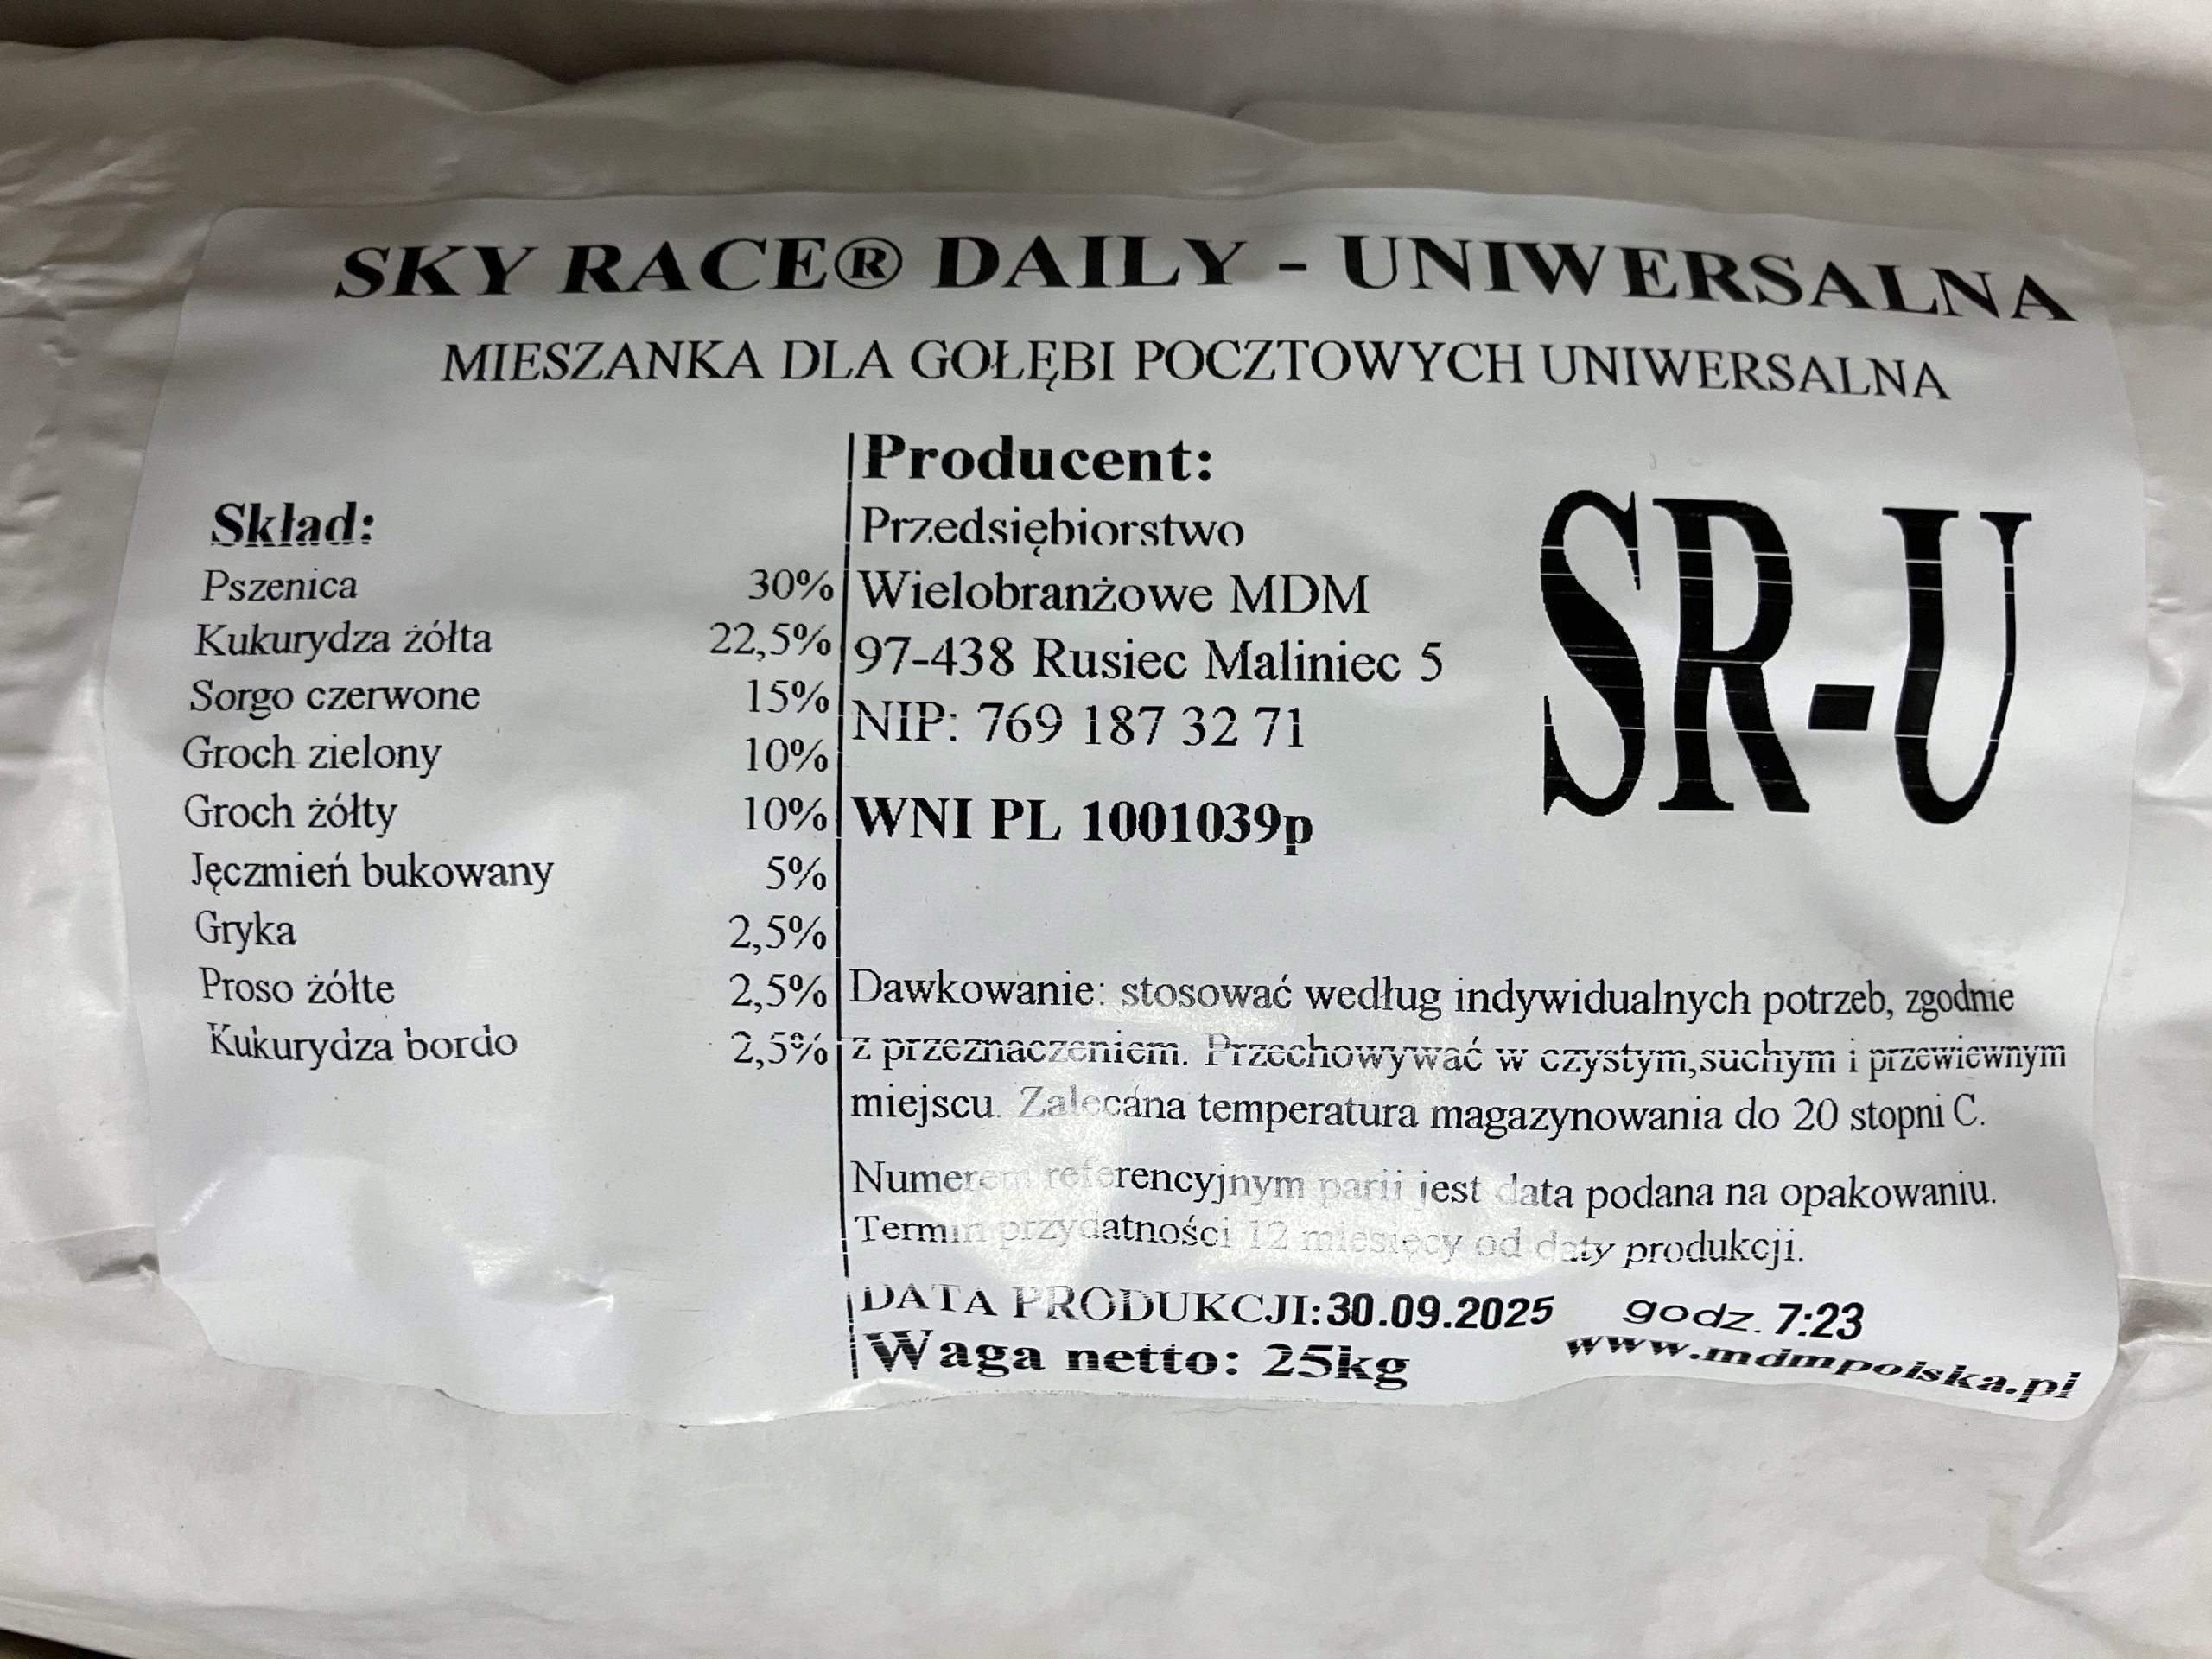 SKY RACE® DAILY - UNIWERSALNA
MIESZANKA DLA GOŁĘBI POCZTOWYCH UNIWERSALNA
Skład:
Pszenica 30%
Kukurydza żółta 22,5%
Sorgo czerwone 15%
Groch zielony 10%
Groch żółty 10%
Jęczmień bukowany 5%
Gryka 2,5%
Proso żółte 2,5%
Kukurydza bordo 2,5%
Producent:
Przedsiębiorstwo
Wielobranżowe MDM
97-438 Rusiec Maliniec 5
NIP: 769 187 32 71
WNI PL 1001039p
SR-U
Dawkowanie: stosować według indywidualnych potrzeb, zgodnie
z przeznaczeniem. Przechowywać w czystym,suchym i przewiewnym
miejscu. Zalecana temperatura magazynowania do 20 stopni C.
Numerem referencyjnym parii jest data podana na opakowaniu.
Termin przydatności 12 miesięcy od daty produkcji.
DATA PRODUKCJI:30.09.2025 godz. 7:23
Waga netto: 25kg
www.mdmpolska.pl